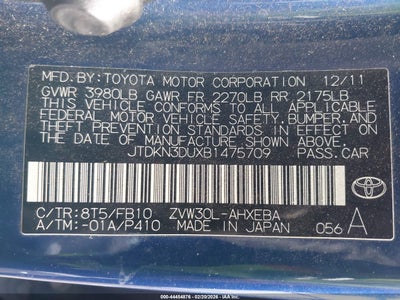 MFD. BY: TOYOTA MOTOR CORPORATION 12/11
GVWR 3980LB GAWR FR 2270LB RR 2175LB
THIS VEHICLE CONFORMS TO ALL APPLICABLE
FEDERAL MOTOR VEHICLE SAFETY, BUMPER, AND
THEFT PREVENTION STANDARDS IN EFFECT ON
THE DATE OF MANUFACTURE SHOWN ABOVE.
JTDKN3DUXB1475709 PASS.CAR
C/TR:8T5/FB10 ZVW30L-AHXEBA
A/TM:-01A/P410 MADE IN JAPAN 056 A
TOYOTA
000-44454876 - 02/20/2026 - IAAI